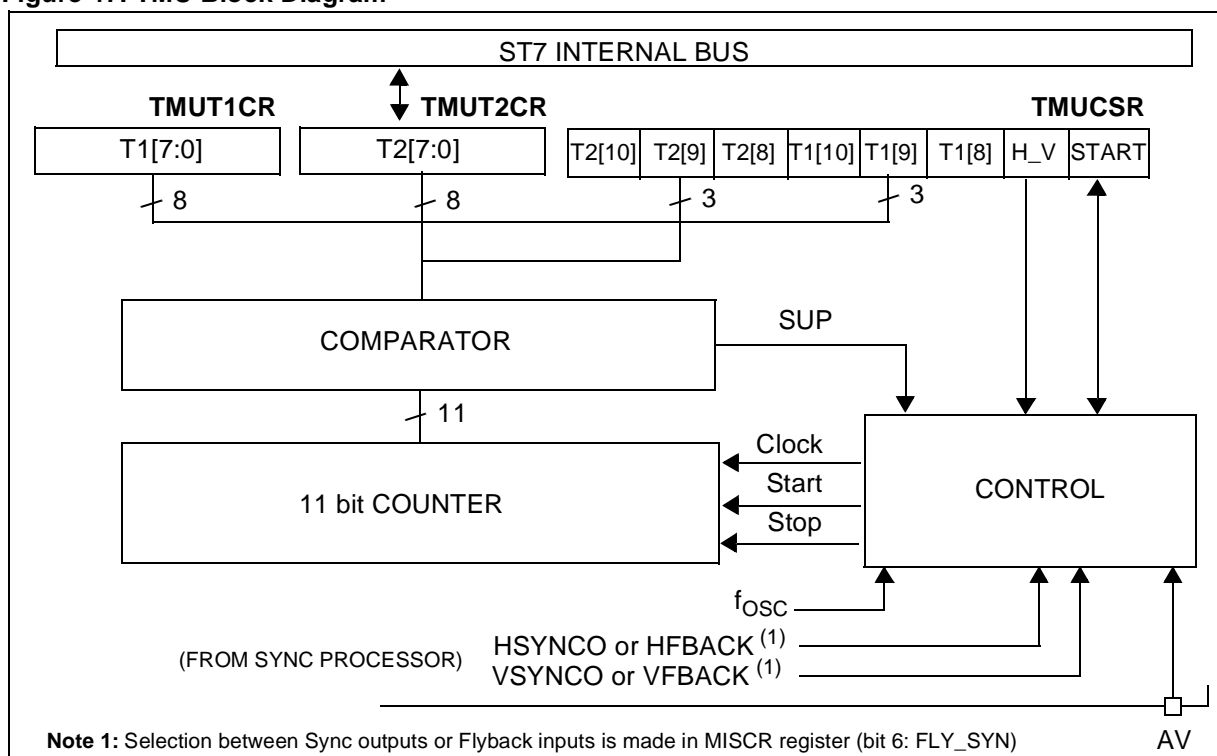 ST7 INTERNAL BUS
TMUT1CR TMUT2CR TMUCSR
T1[7:0] T2[7:0] T2[10] T2[9] T2[8] T1[10] T1[9] T1[8] H_V START
8 8 3 3
SUP
COMPARATOR
11
Clock
Start
Stop
11 bit COUNTER
CONTROL
fOSC
HSYNCO or HFBACK (1)
(FROM SYNC PROCESSOR)
VSYNCO or VFBACK (1)
Note 1: Selection between Sync outputs or Flyback inputs is made in MISCR register (bit 6: FLY_SYN)
AV